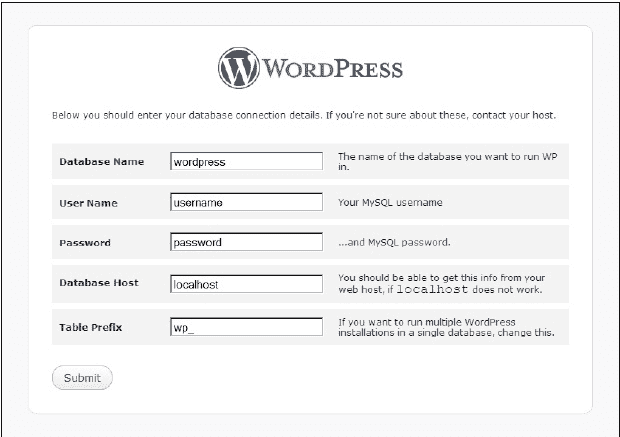 WORDPRESS
Below you should enter your database connection details. If you're not sure about these, contact your host.
Database Name wordpress The name of the database you want to run WP
in.
User Name username Your MySQL username
Password password ...and MySQL password.
Database Host localhost You should be able to get this info from your
web host, if localhost does not work.
Table Prefix wp_ If you want to run multiple WordPress
installations in a single database, change this.
Submit